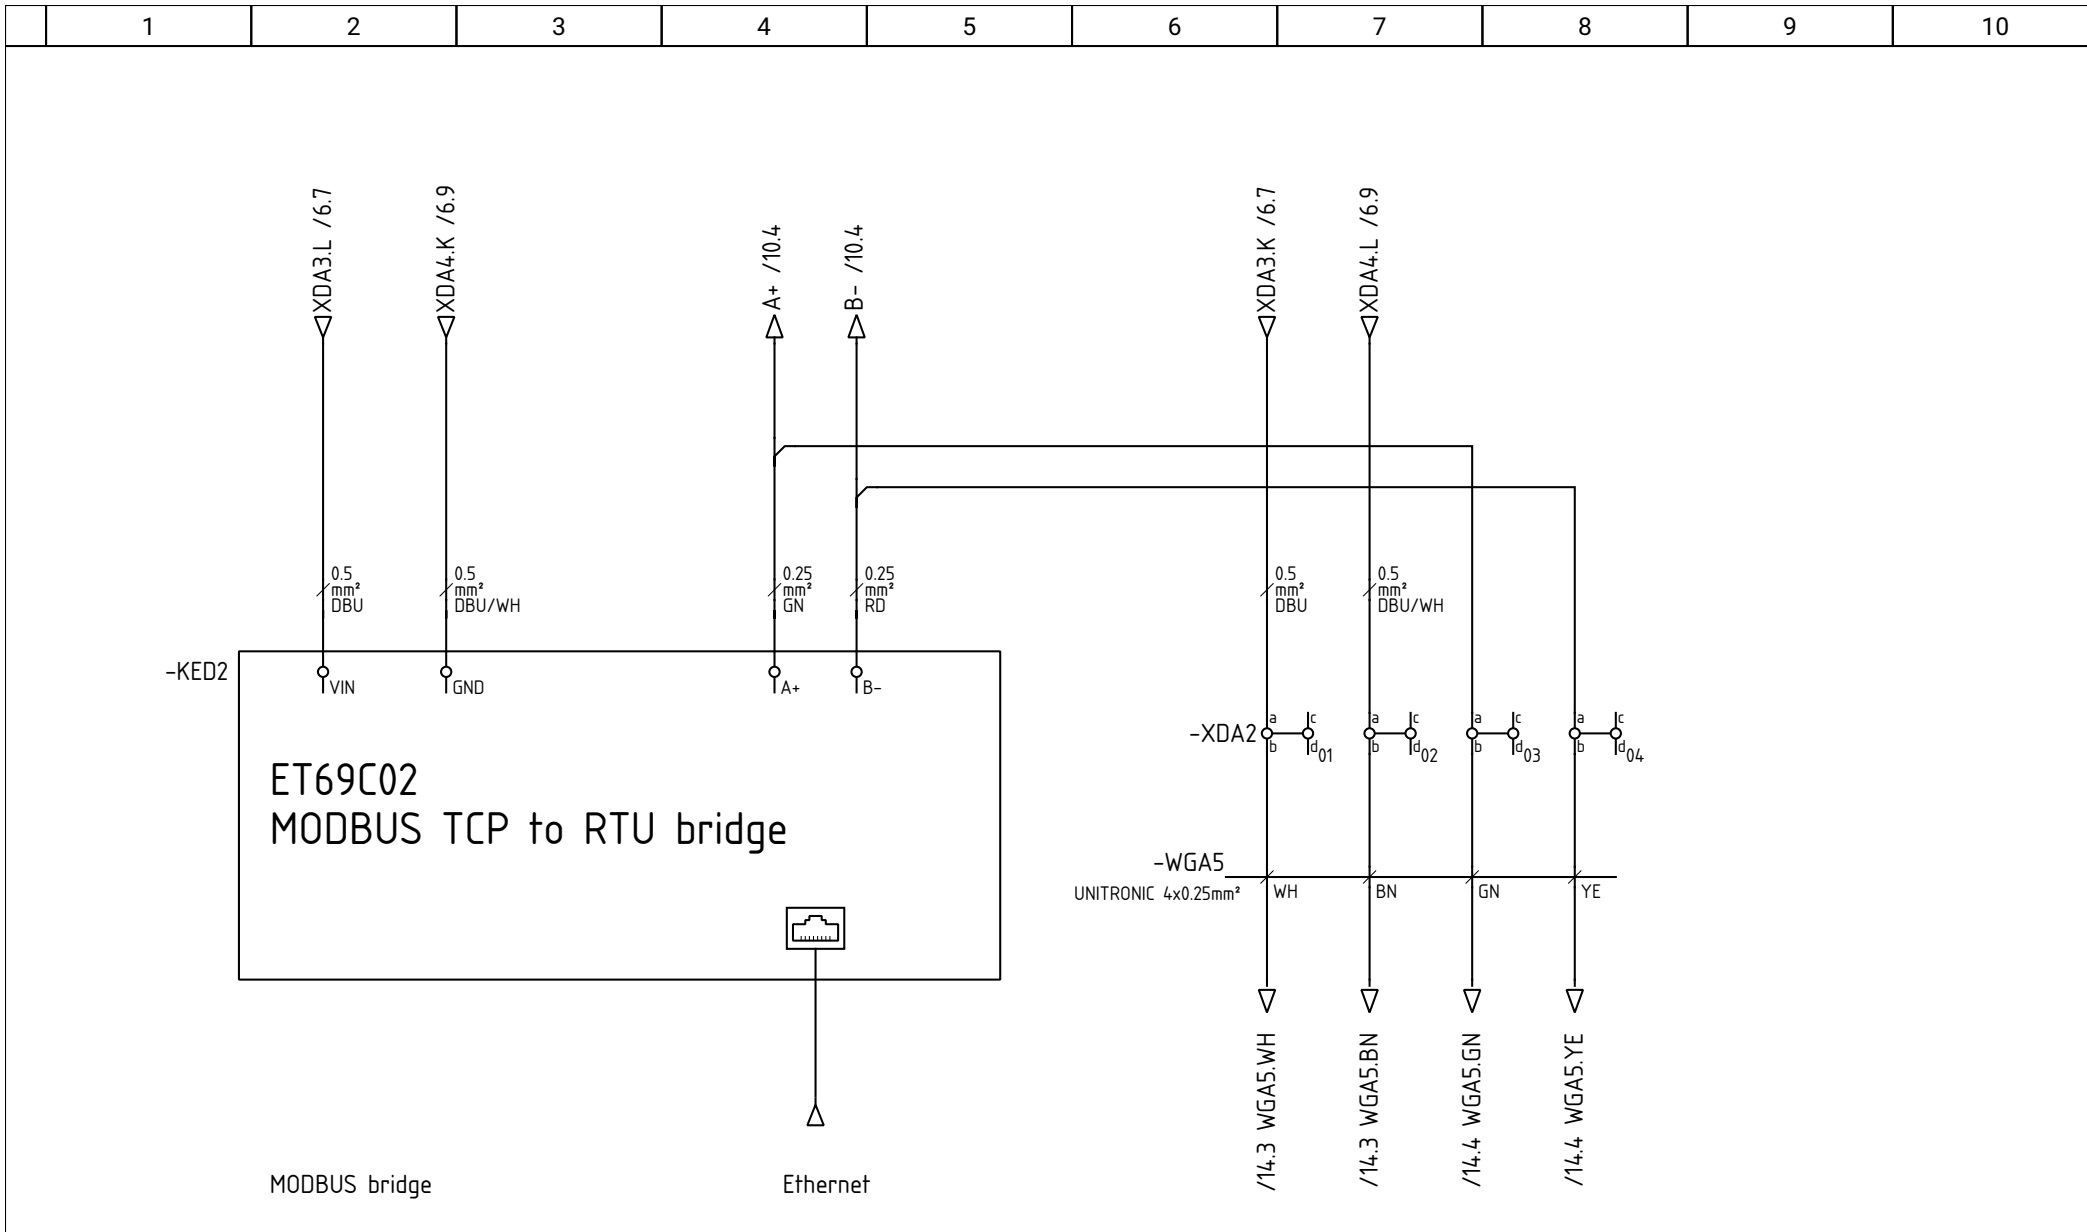 1 2 3 4 5 6 7 8 9 10
XDA3.L /6.7
XDA4.K /6.9
A+ /10.4
B- /10.4
XDA3.K /6.7
XDA4.L /6.9
0.5
mm²
DBU
0.5
mm²
DBU/WH
0.25
mm²
GN
0.25
mm²
RD
0.5
mm²
DBU
0.5
mm²
DBU/WH
-KED2
VIN
GND
A+
B-
-XDA2
a
b
c
d
01
a
b
c
d
02
a
b
c
d
03
a
b
c
d
04
ET69C02
MODBUS TCP to RTU bridge
-WGA5
UNITRONIC 4x0.25mm²
WH
BN
GN
YE
/14.3 WGA5.WH
/14.3 WGA5.BN
/14.4 WGA5.GN
/14.4 WGA5.YE
MODBUS bridge
Ethernet